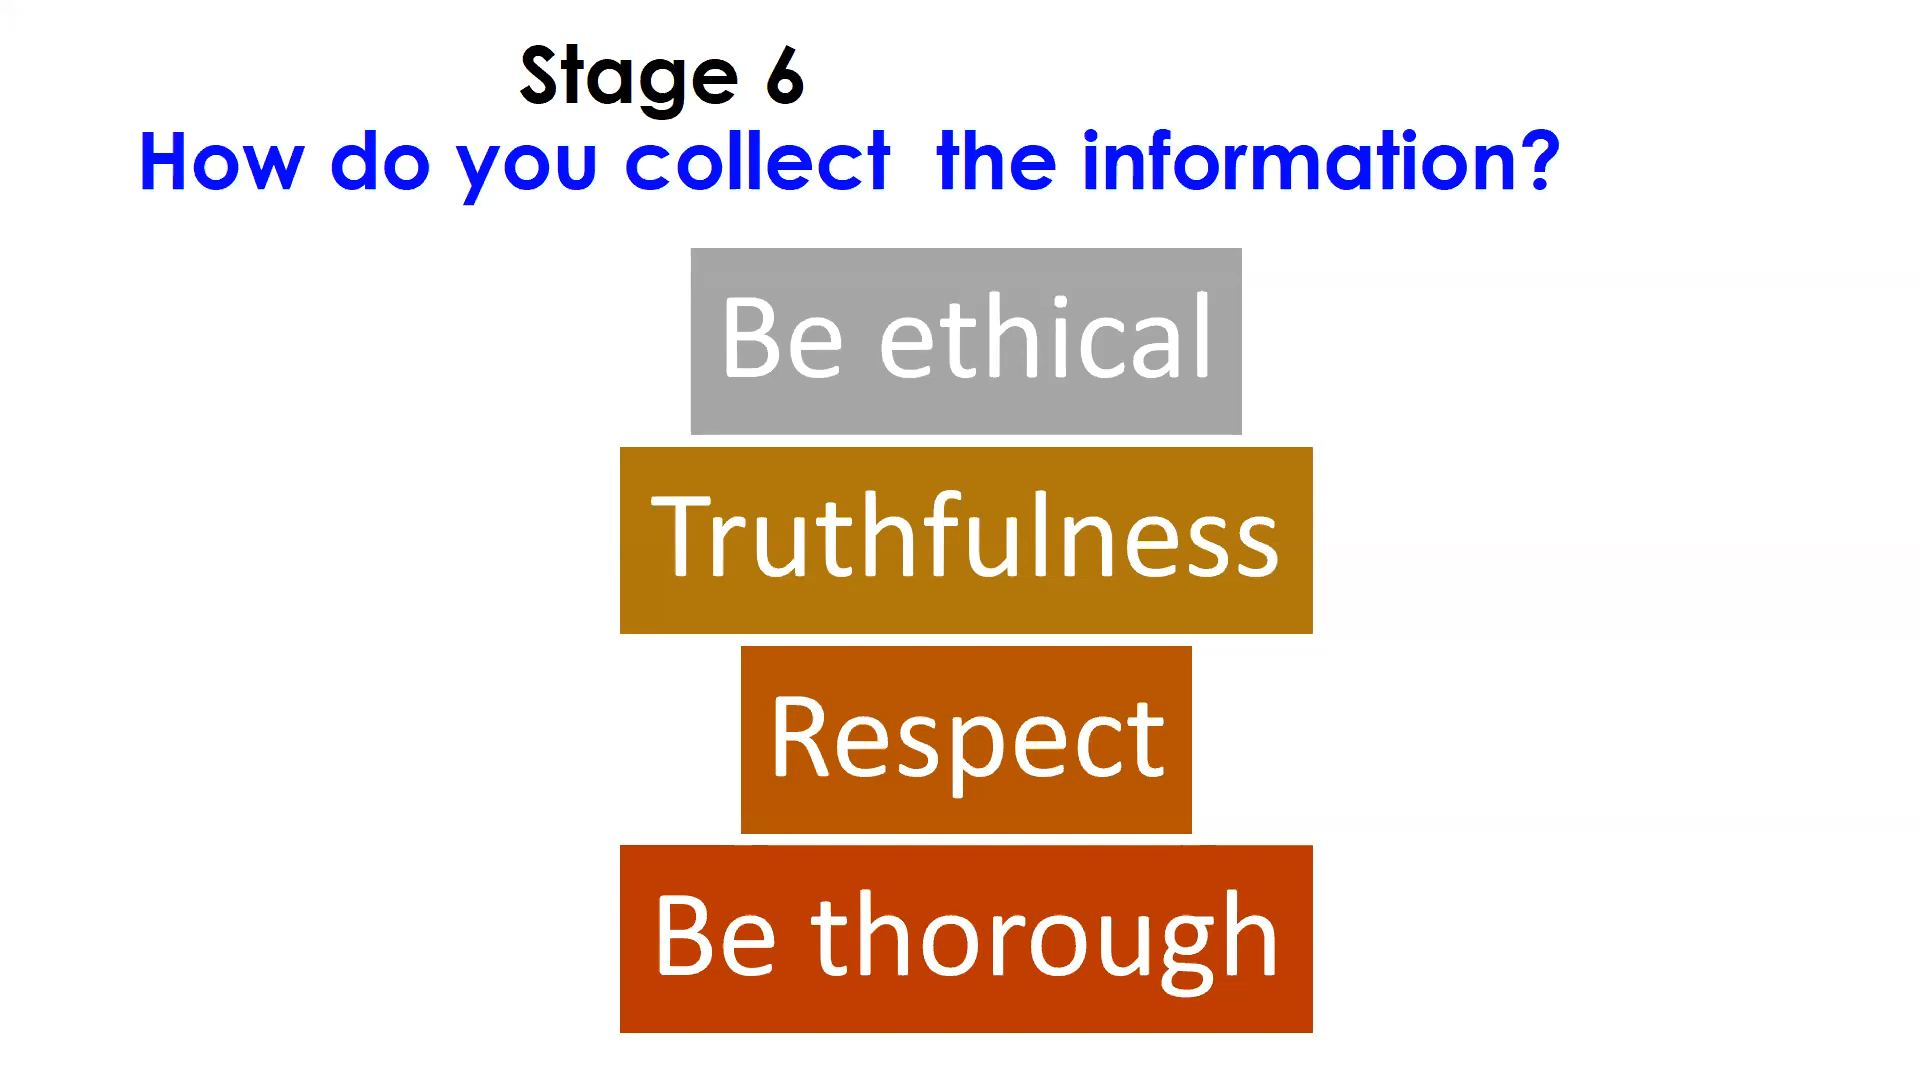 Stage 6
How do you collect the information?
Be ethical
Truthfulness
Respect
Be thorough